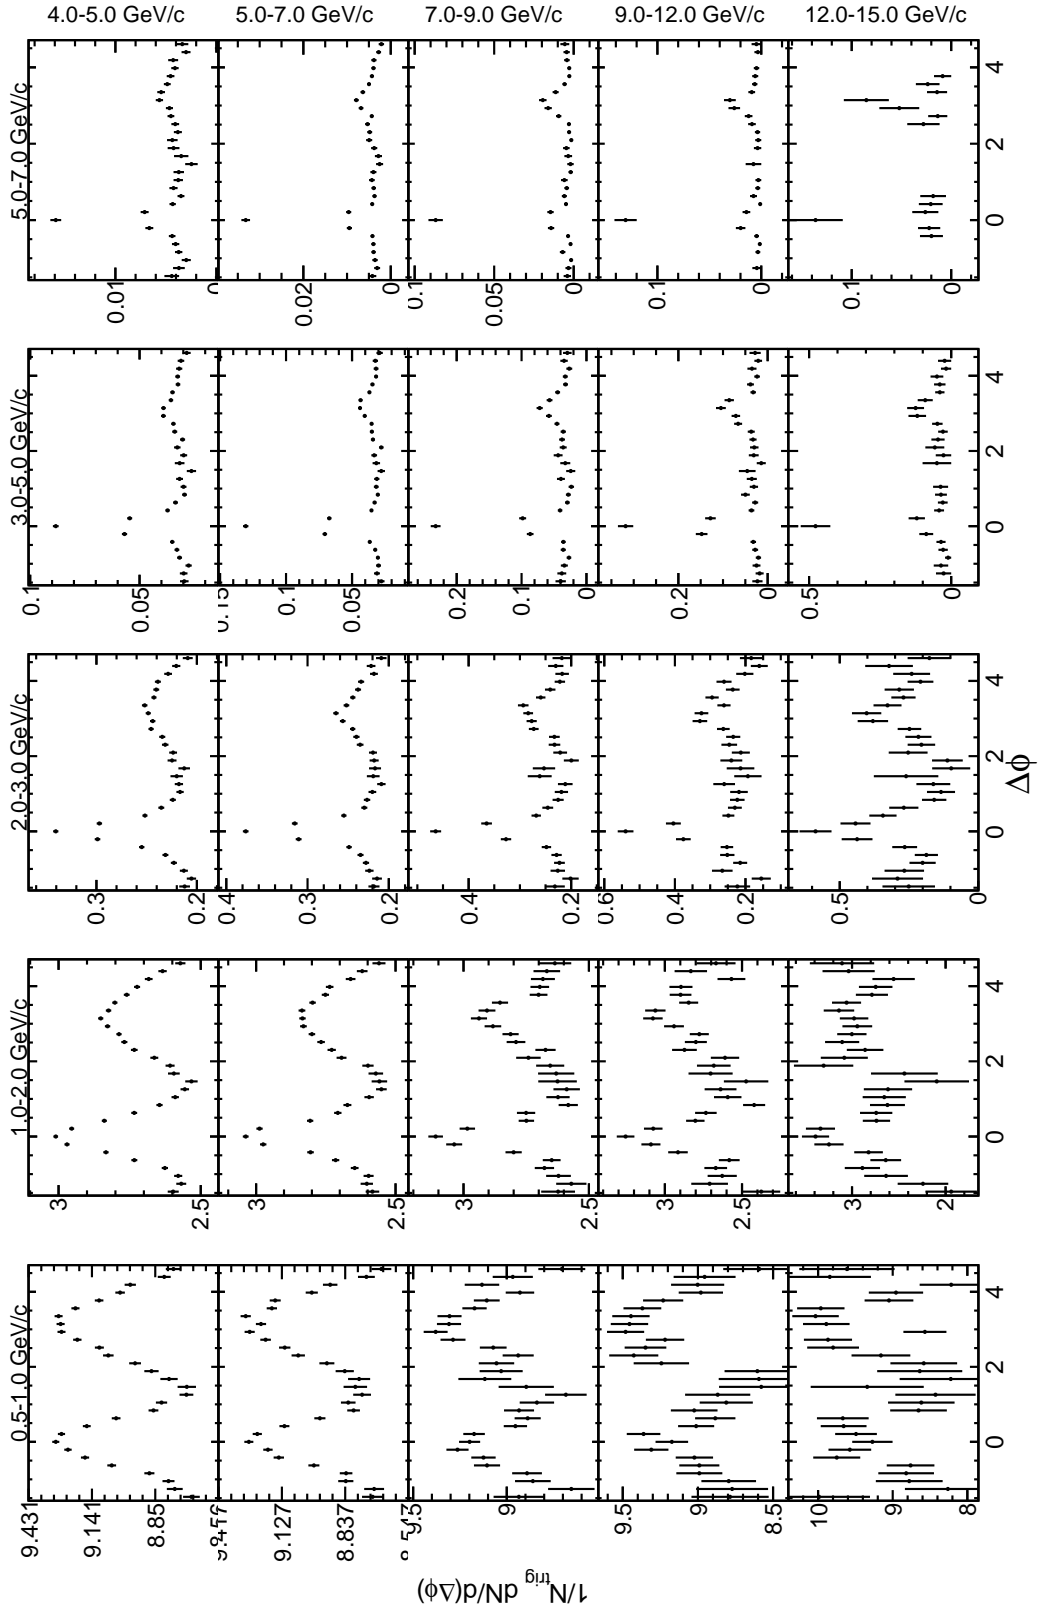 0.5-1.0 GeV/c 1.0-2.0 GeV/c 2.0-3.0 GeV/c 3.0-5.0 GeV/c 5.0-7.0 GeV/c
9.431 3 0.3 0.1 0.01 4.0-5.0 GeV/c
9.141 2.5 0.2 0.05 0
8.85
9.127 3 0.4 0.15 0.02 5.0-7.0 GeV/c
8.837 2.5 0.2 0.1 0
0.05
9.5 3 0.4 0.2 0.1 7.0-9.0 GeV/c
9 2.5 0.2 0 0.05
0
9.5 3 0.6 0.2 0.1 9.0-12.0 GeV/c
9 2.5 0.4 0 0
8.5 0.2
10 3 0.5 0.5 0.1 12.0-15.0 GeV/c
8 2 0 0 0
0 2 4 0 2 4 0 2 4 0 2 4 0 2 4
1/N_trig dN/d(Δϕ)
Δϕ